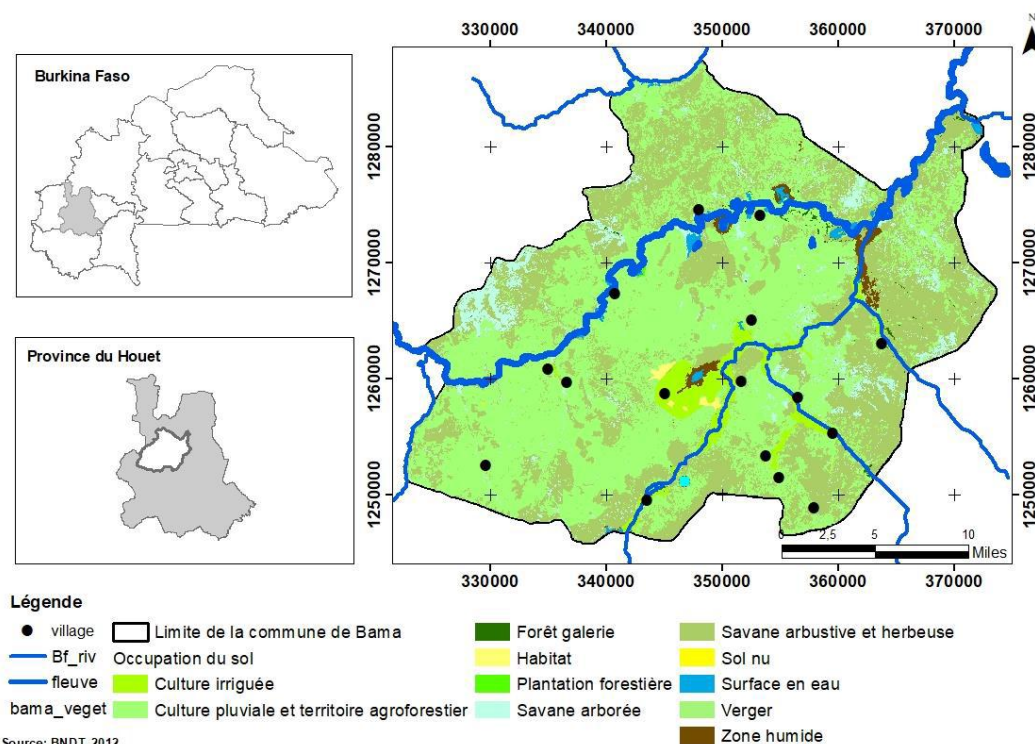 Burkina Faso
Province du Houet
330000 340000 350000 360000 370000
N
1280000 1280000
1270000 1270000
1260000 1260000
1250000 1250000
0 2,5 5 10
Miles
330000 340000 350000 360000 370000
Légende
village
Bf_riv
fleuve
bama_veget
Limite de la commune de Bama
Occupation du sol
Culture irriguée
Culture pluviale et territoire agroforestier
Forêt galerie
Habitat
Plantation forestière
Savane arborée
Savane arbustive et herbeuse
Sol nu
Surface en eau
Verger
Zone humide
Source: BNDT, 2012